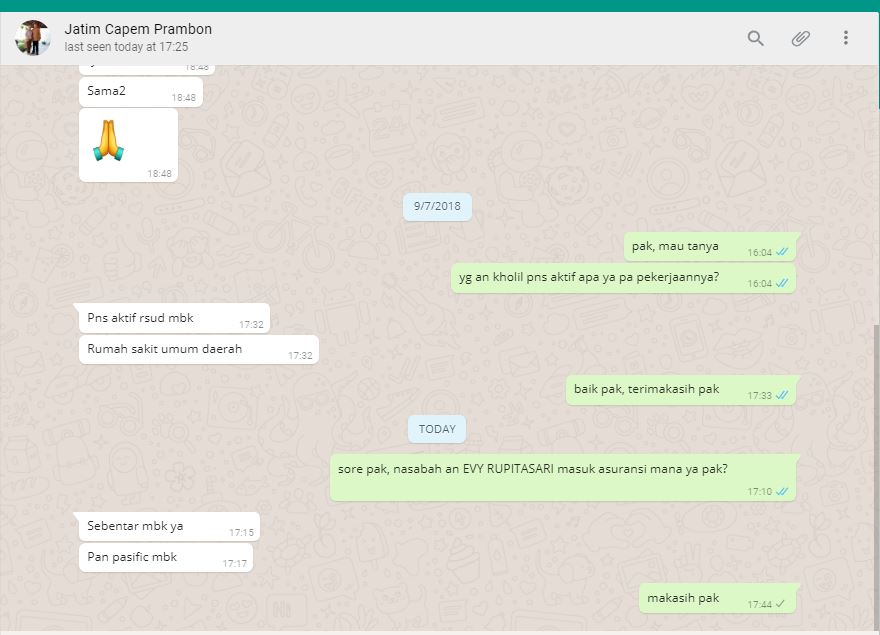 Jatim Capem Prambon
last seen today at 17:25
18:48
Sama2
18:48
18:48
9/7/2018
pak, mau tanya
16:04
yg an kholil pns aktif apa ya pa pekerjaannya?
16:04
Pns aktif rsud mbk
17:32
Rumah sakit umum daerah
17:32
baik pak, terimakasih pak
17:33
TODAY
sore pak, nasabah an EVY RUPITASARI masuk asuransi mana ya pak?
17:10
Sebentar mbk ya
17:15
Pan pasific mbk
17:17
makasih pak
17:44